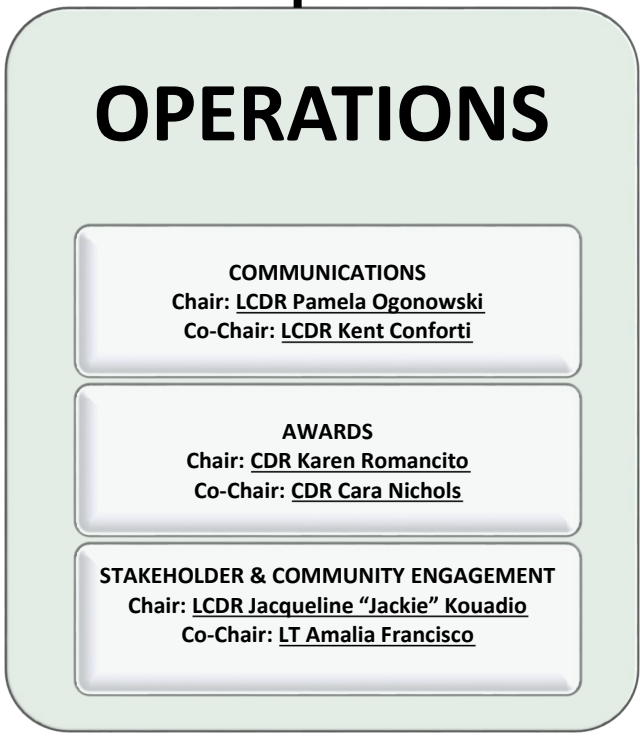 OPERATIONS
COMMUNICATIONS
Chair: LCDR Pamela Ogonowski
Co-Chair: LCDR Kent Conforti
AWARDS
Chair: CDR Karen Romancito
Co-Chair: CDR Cara Nichols
STAKEHOLDER & COMMUNITY ENGAGEMENT
Chair: LCDR Jacqueline “Jackie” Kouadio
Co-Chair: LT Amalia Francisco